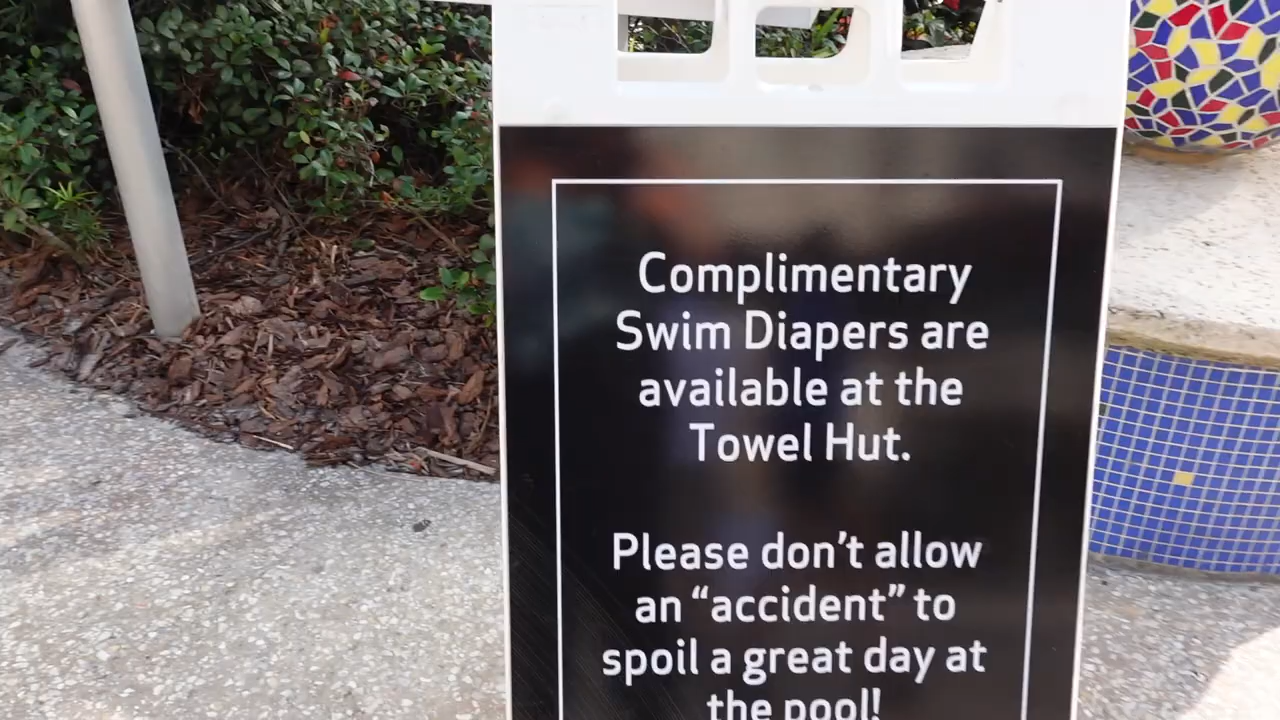 Complimentary
Swim Diapers are
available at the
Towel Hut.
Please don’t allow
an “accident” to
spoil a great day at
the pool!